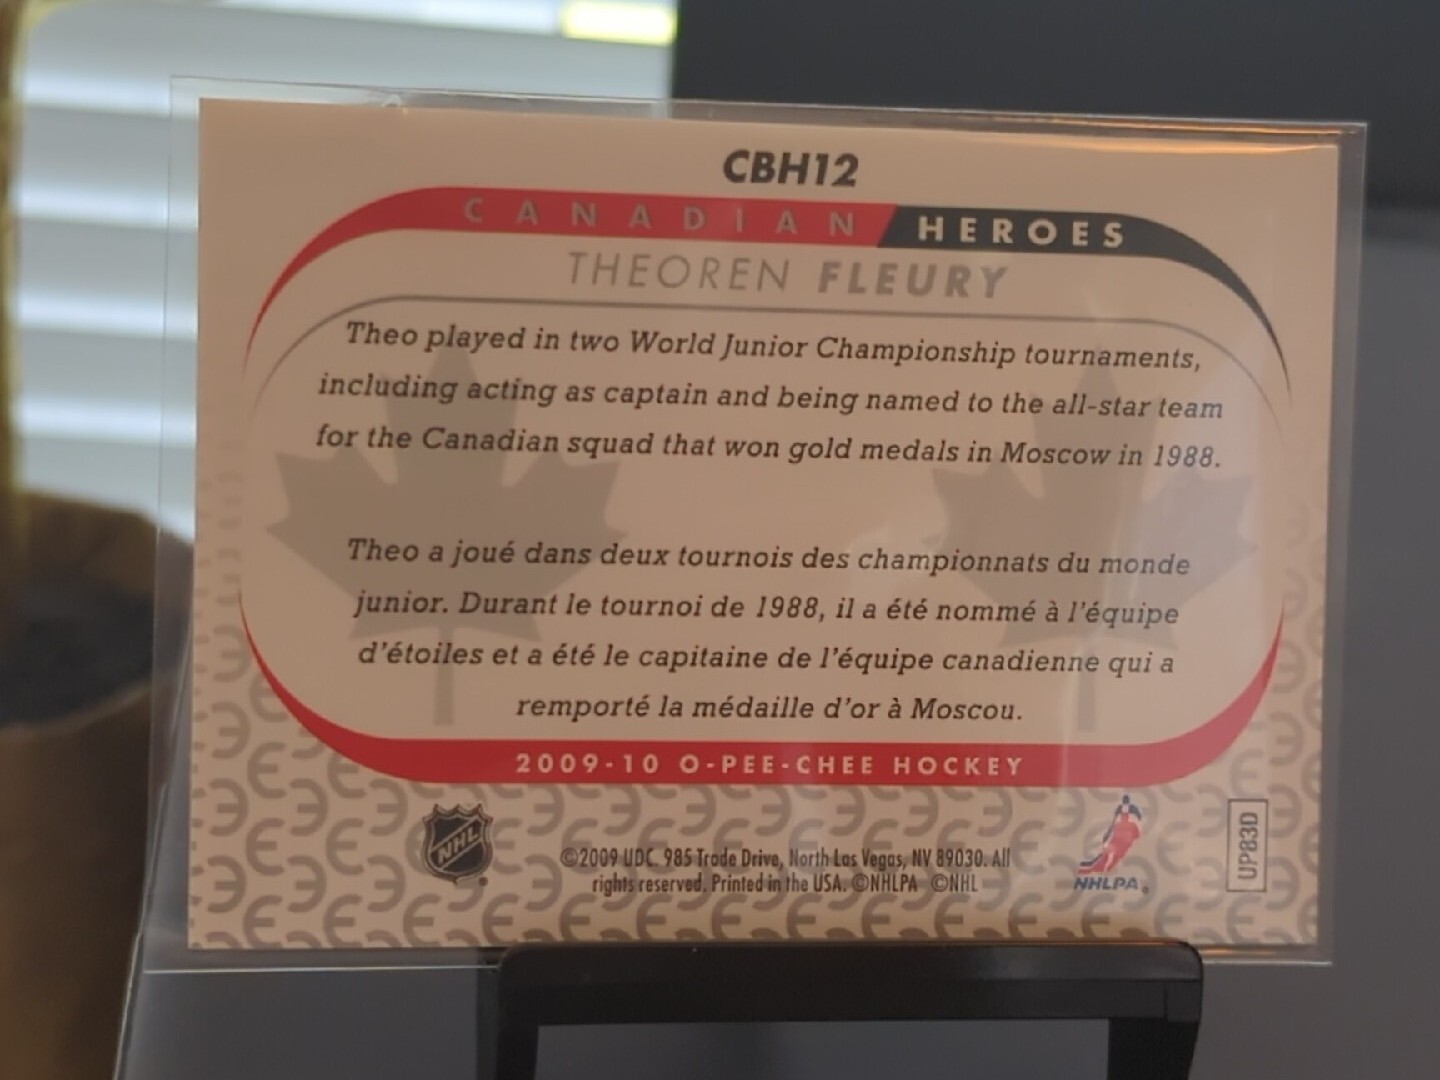 CBH12
CANADIAN HEROES
THEOREN FLEURY
Theo played in two World Junior Championship tournaments,
including acting as captain and being named to the all-star team
for the Canadian squad that won gold medals in Moscow in 1988.
Theo a joué dans deux tournois des championnats du monde
junior. Durant le tournoi de 1988, il a été nommé à l'équipe
d'étoiles et a été le capitaine de l'équipe canadienne qui a
remporté la médaille d'or à Moscou.
2009-10 O-PEE-CHEE HOCKEY
NHL
©2009 UDC. 985 Trade Drive, North Las Vegas, NV 89030. All
rights reserved. Printed in the USA. ©NHLPA ©NHL
NHLPA
UP83D